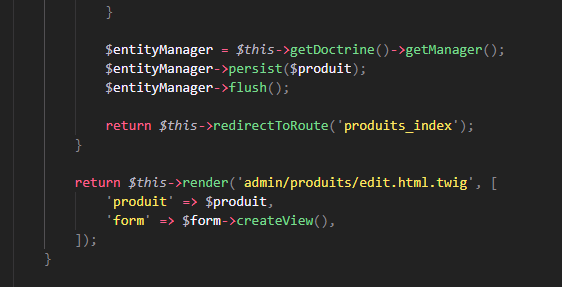 }
$entityManager = $this->getDoctrine()->getManager();
$entityManager->persist($produit);
$entityManager->flush();
return $this->redirectToRoute('produits_index');
}
return $this->render('admin/produits/edit.html.twig', [
'produit' => $produit,
'form' => $form->createView(),
]);
}